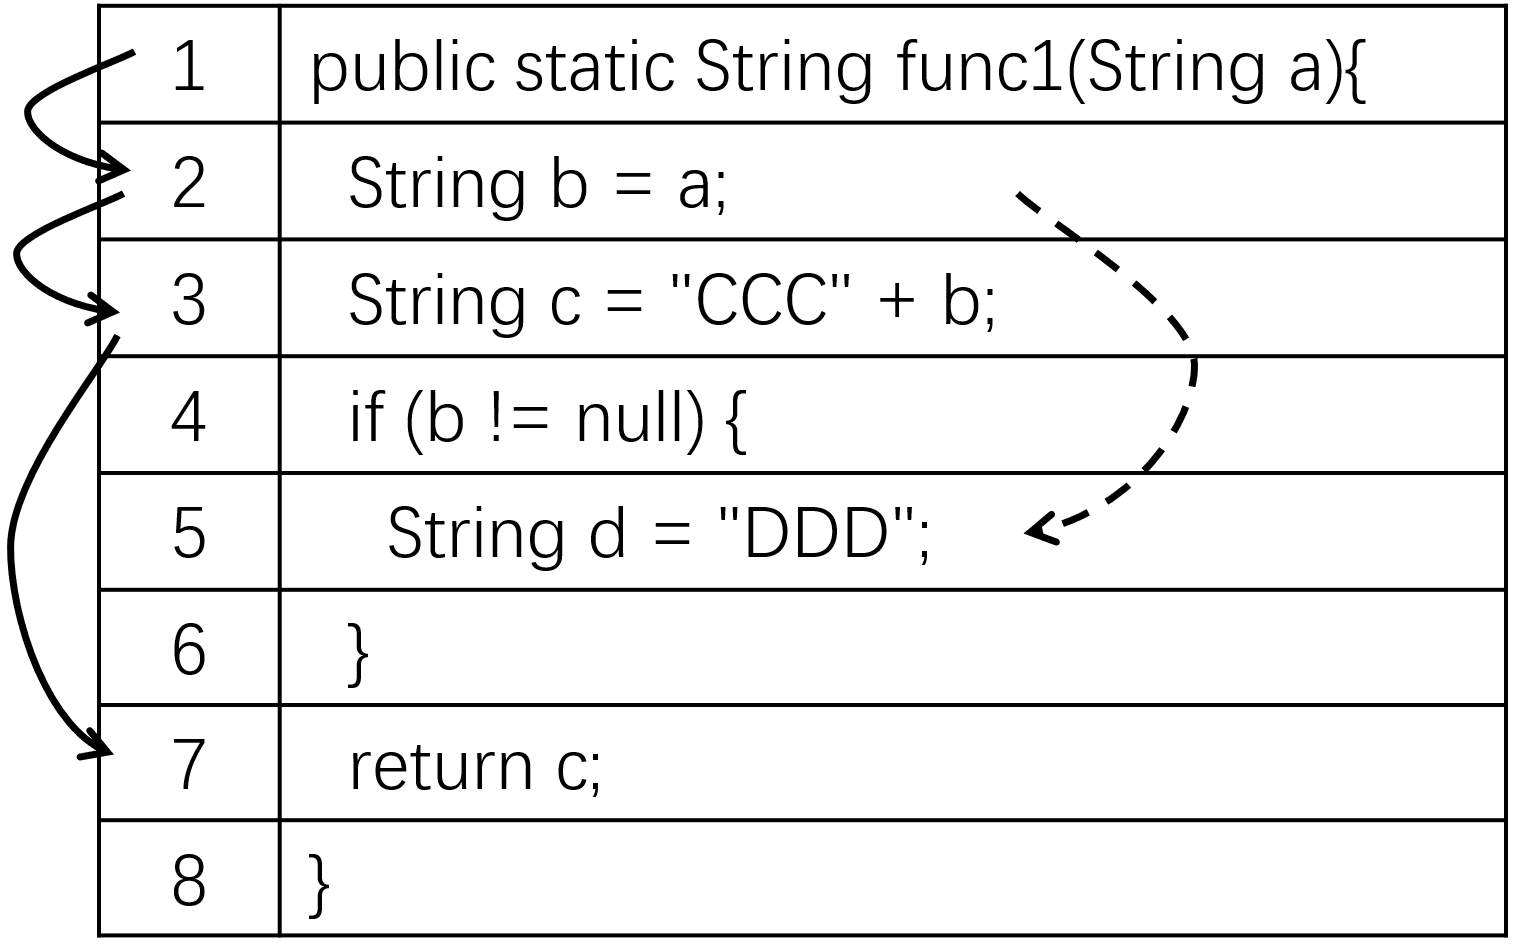 1 public static String func1(String a){
2 String b = a;
3 String c = "CCC" + b;
4 if (b != null) {
5 String d = "DDD";
6 }
7 return c;
8 }